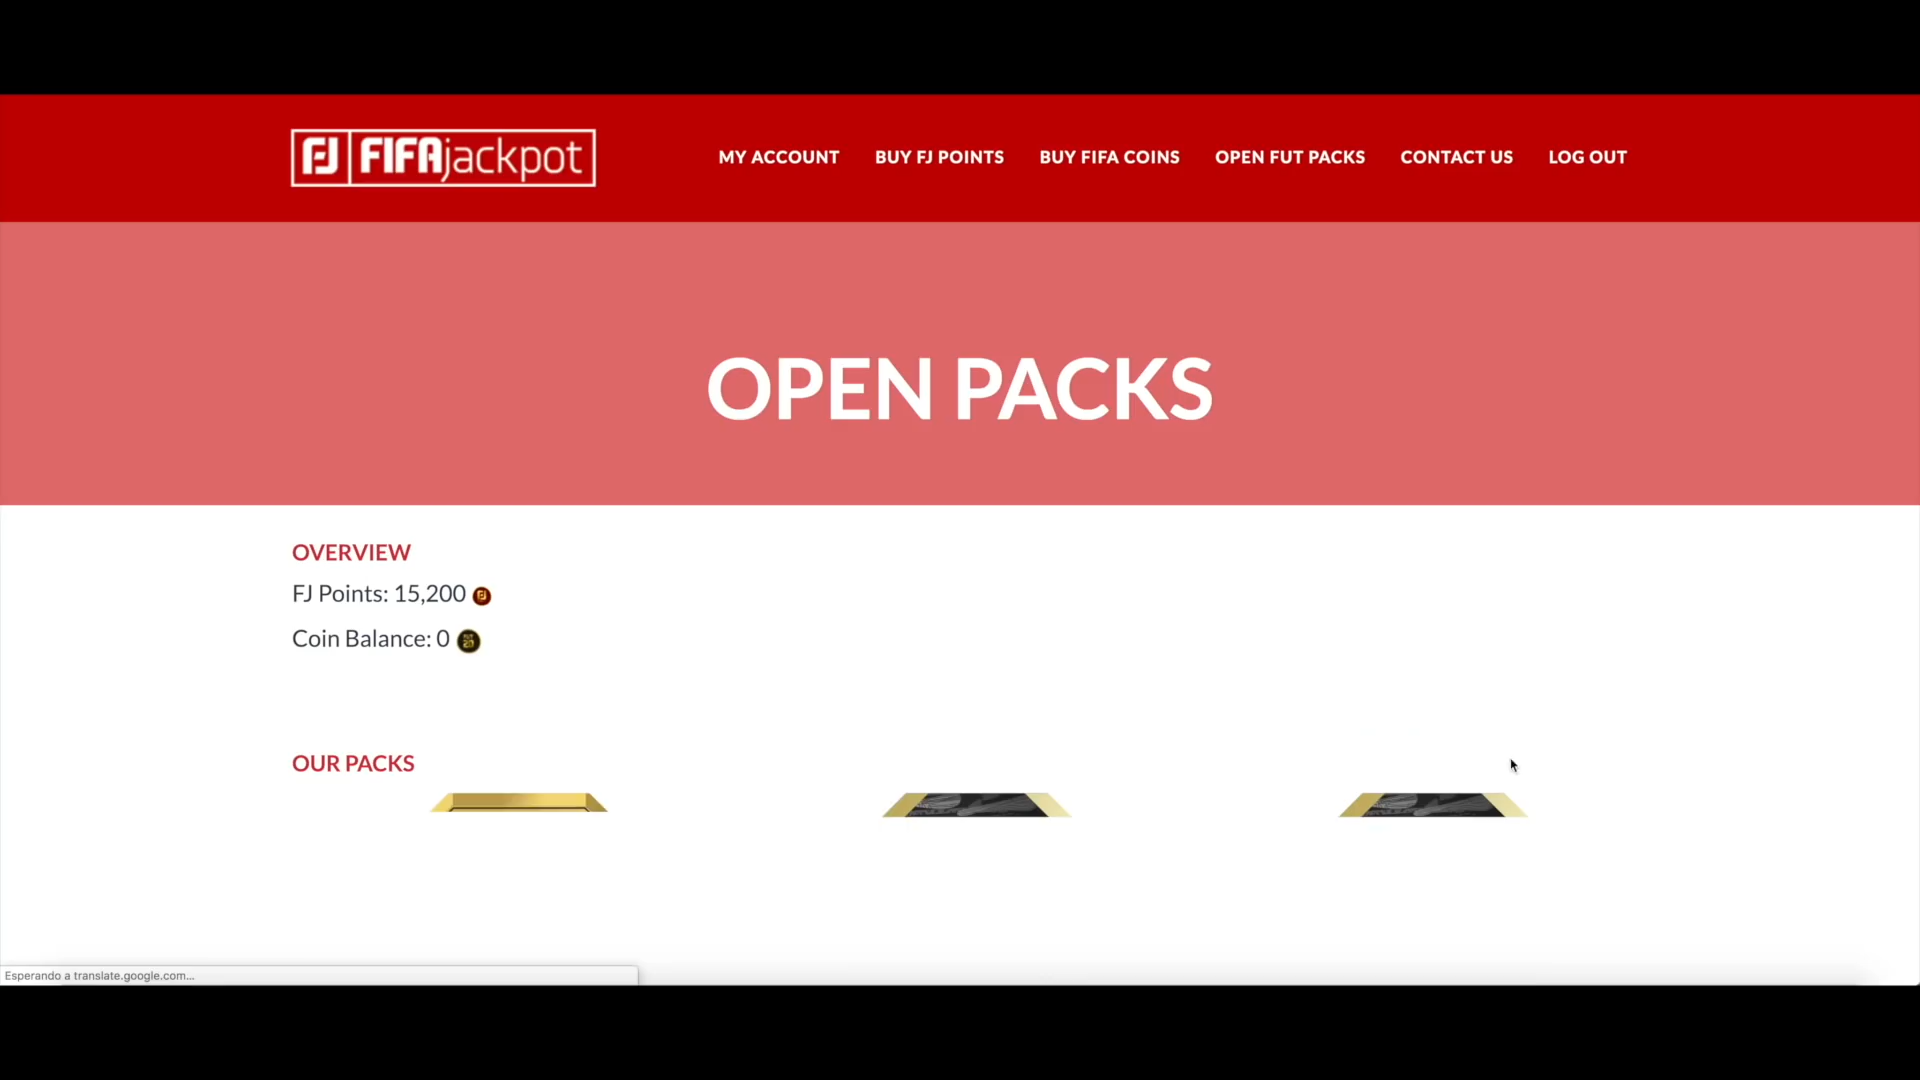 FJ FIFAjackpot
MY ACCOUNT BUY FJ POINTS BUY FIFA COINS OPEN FUT PACKS CONTACT US LOG OUT
OPEN PACKS
OVERVIEW
FJ Points: 15,200
Coin Balance: 0
OUR PACKS
Esperando a translate.google.com...